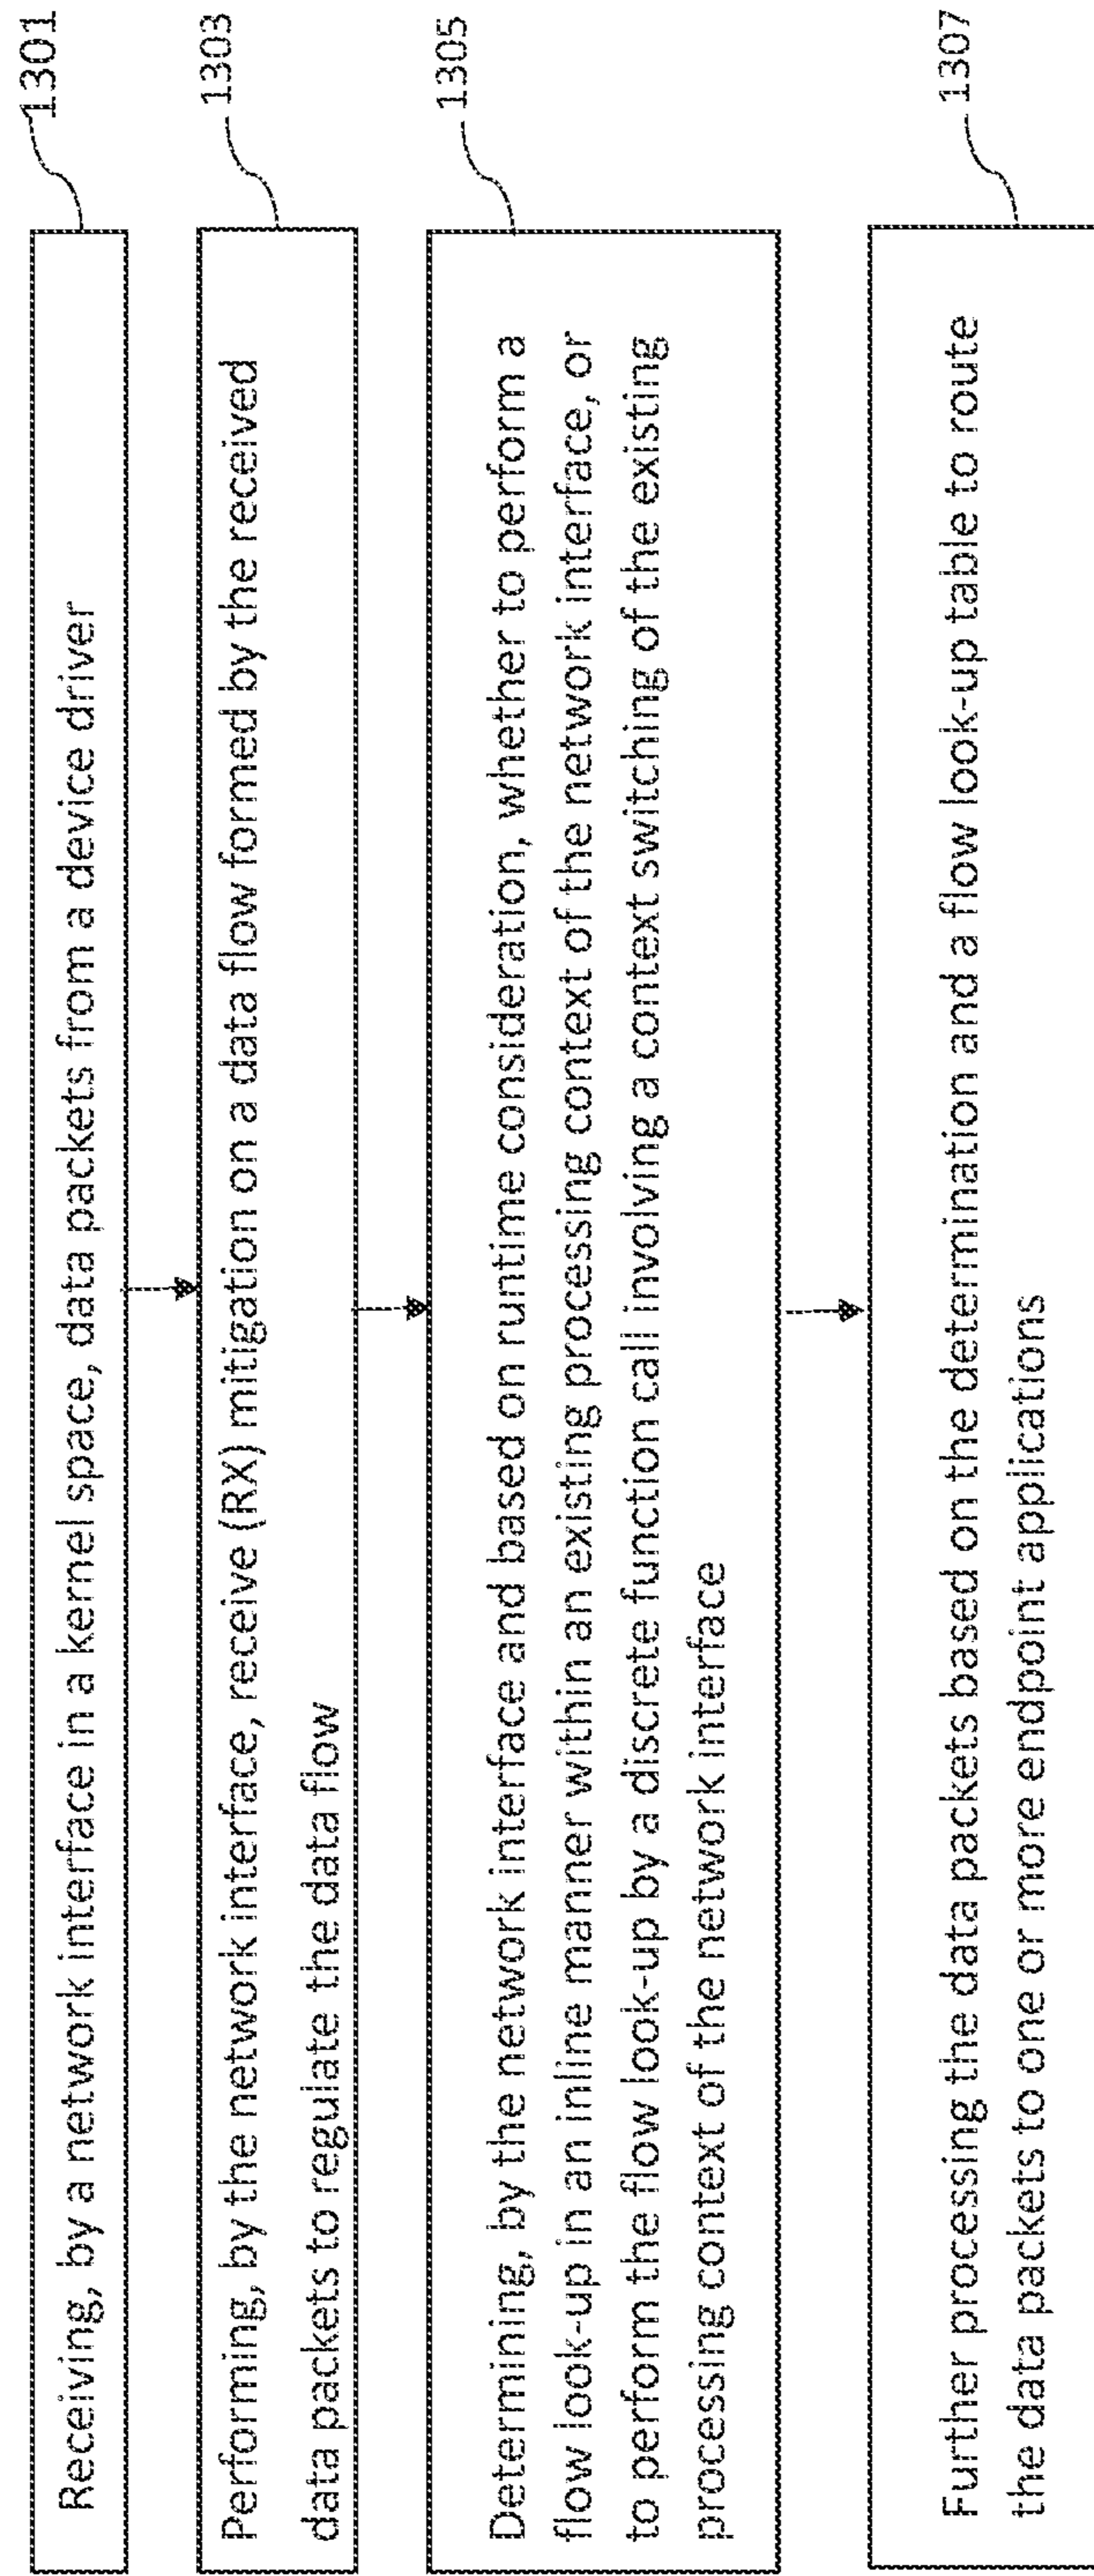 Receiving, by a network interface in a kernel space, data packets from a device driver
1301
Performing, by the network interface, receive (RX) mitigation on a data flow formed by the received
data packets to regulate the data flow
1303
Determining, by the network interface and based on runtime consideration, whether to perform a
flow look-up in an inline manner within an existing processing context of the network interface, or
to perform the flow look-up by a discrete function call involving a context switching of the existing
processing context of the network interface
1305
Further processing the data packets based on the determination and a flow look-up table to route
the data packets to one or more endpoint applications
1307